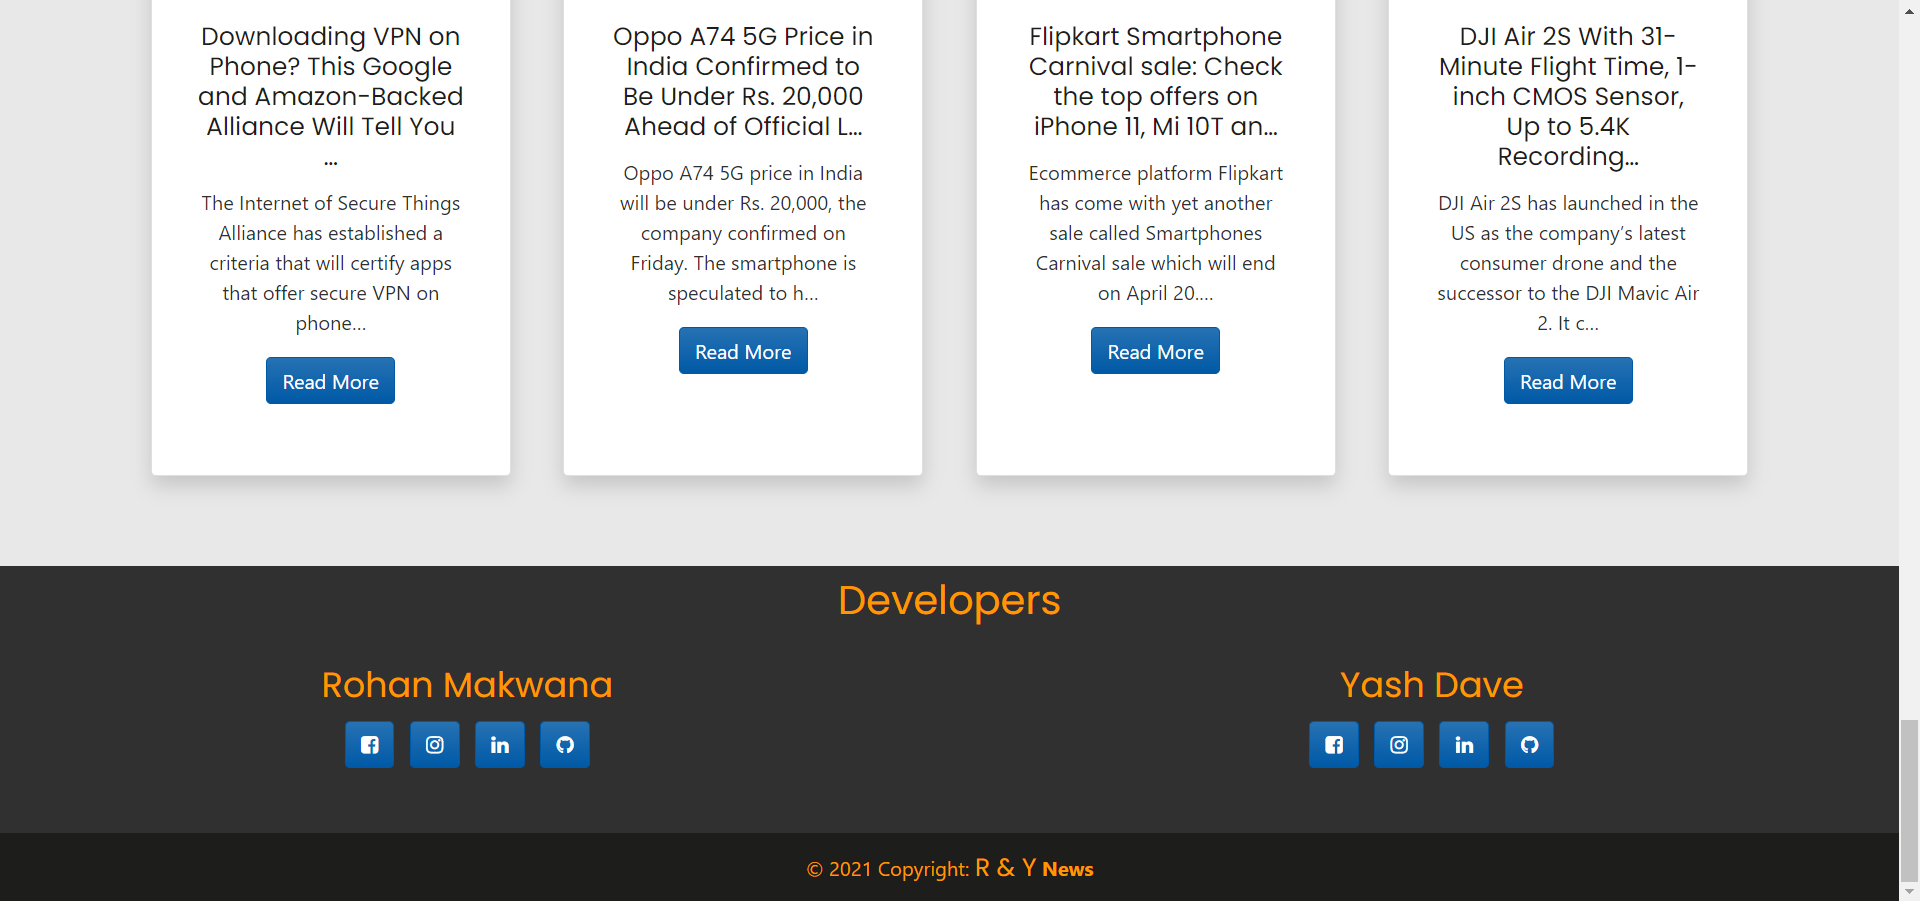 Downloading VPN on
Phone? This Google
and Amazon-Backed
Alliance Will Tell You
...
The Internet of Secure Things
Alliance has established a
criteria that will certify apps
that offer secure VPN on
phone...
Read More
Oppo A74 5G Price in
India Confirmed to
Be Under Rs. 20,000
Ahead of Official L...
Oppo A74 5G price in India
will be under Rs. 20,000, the
company confirmed on
Friday. The smartphone is
speculated to h...
Read More
Flipkart Smartphone
Carnival sale: Check
the top offers on
iPhone 11, Mi 10T an...
Ecommerce platform Flipkart
has come with yet another
sale called Smartphones
Carnival sale which will end
on April 20....
Read More
DJI Air 2S With 31-
Minute Flight Time, 1-
inch CMOS Sensor,
Up to 5.4K
Recording...
DJI Air 2S has launched in the
US as the company’s latest
consumer drone and the
successor to the DJI Mavic Air
2. It c...
Read More
Developers
Rohan Makwana
Yash Dave
© 2021 Copyright: R & Y News